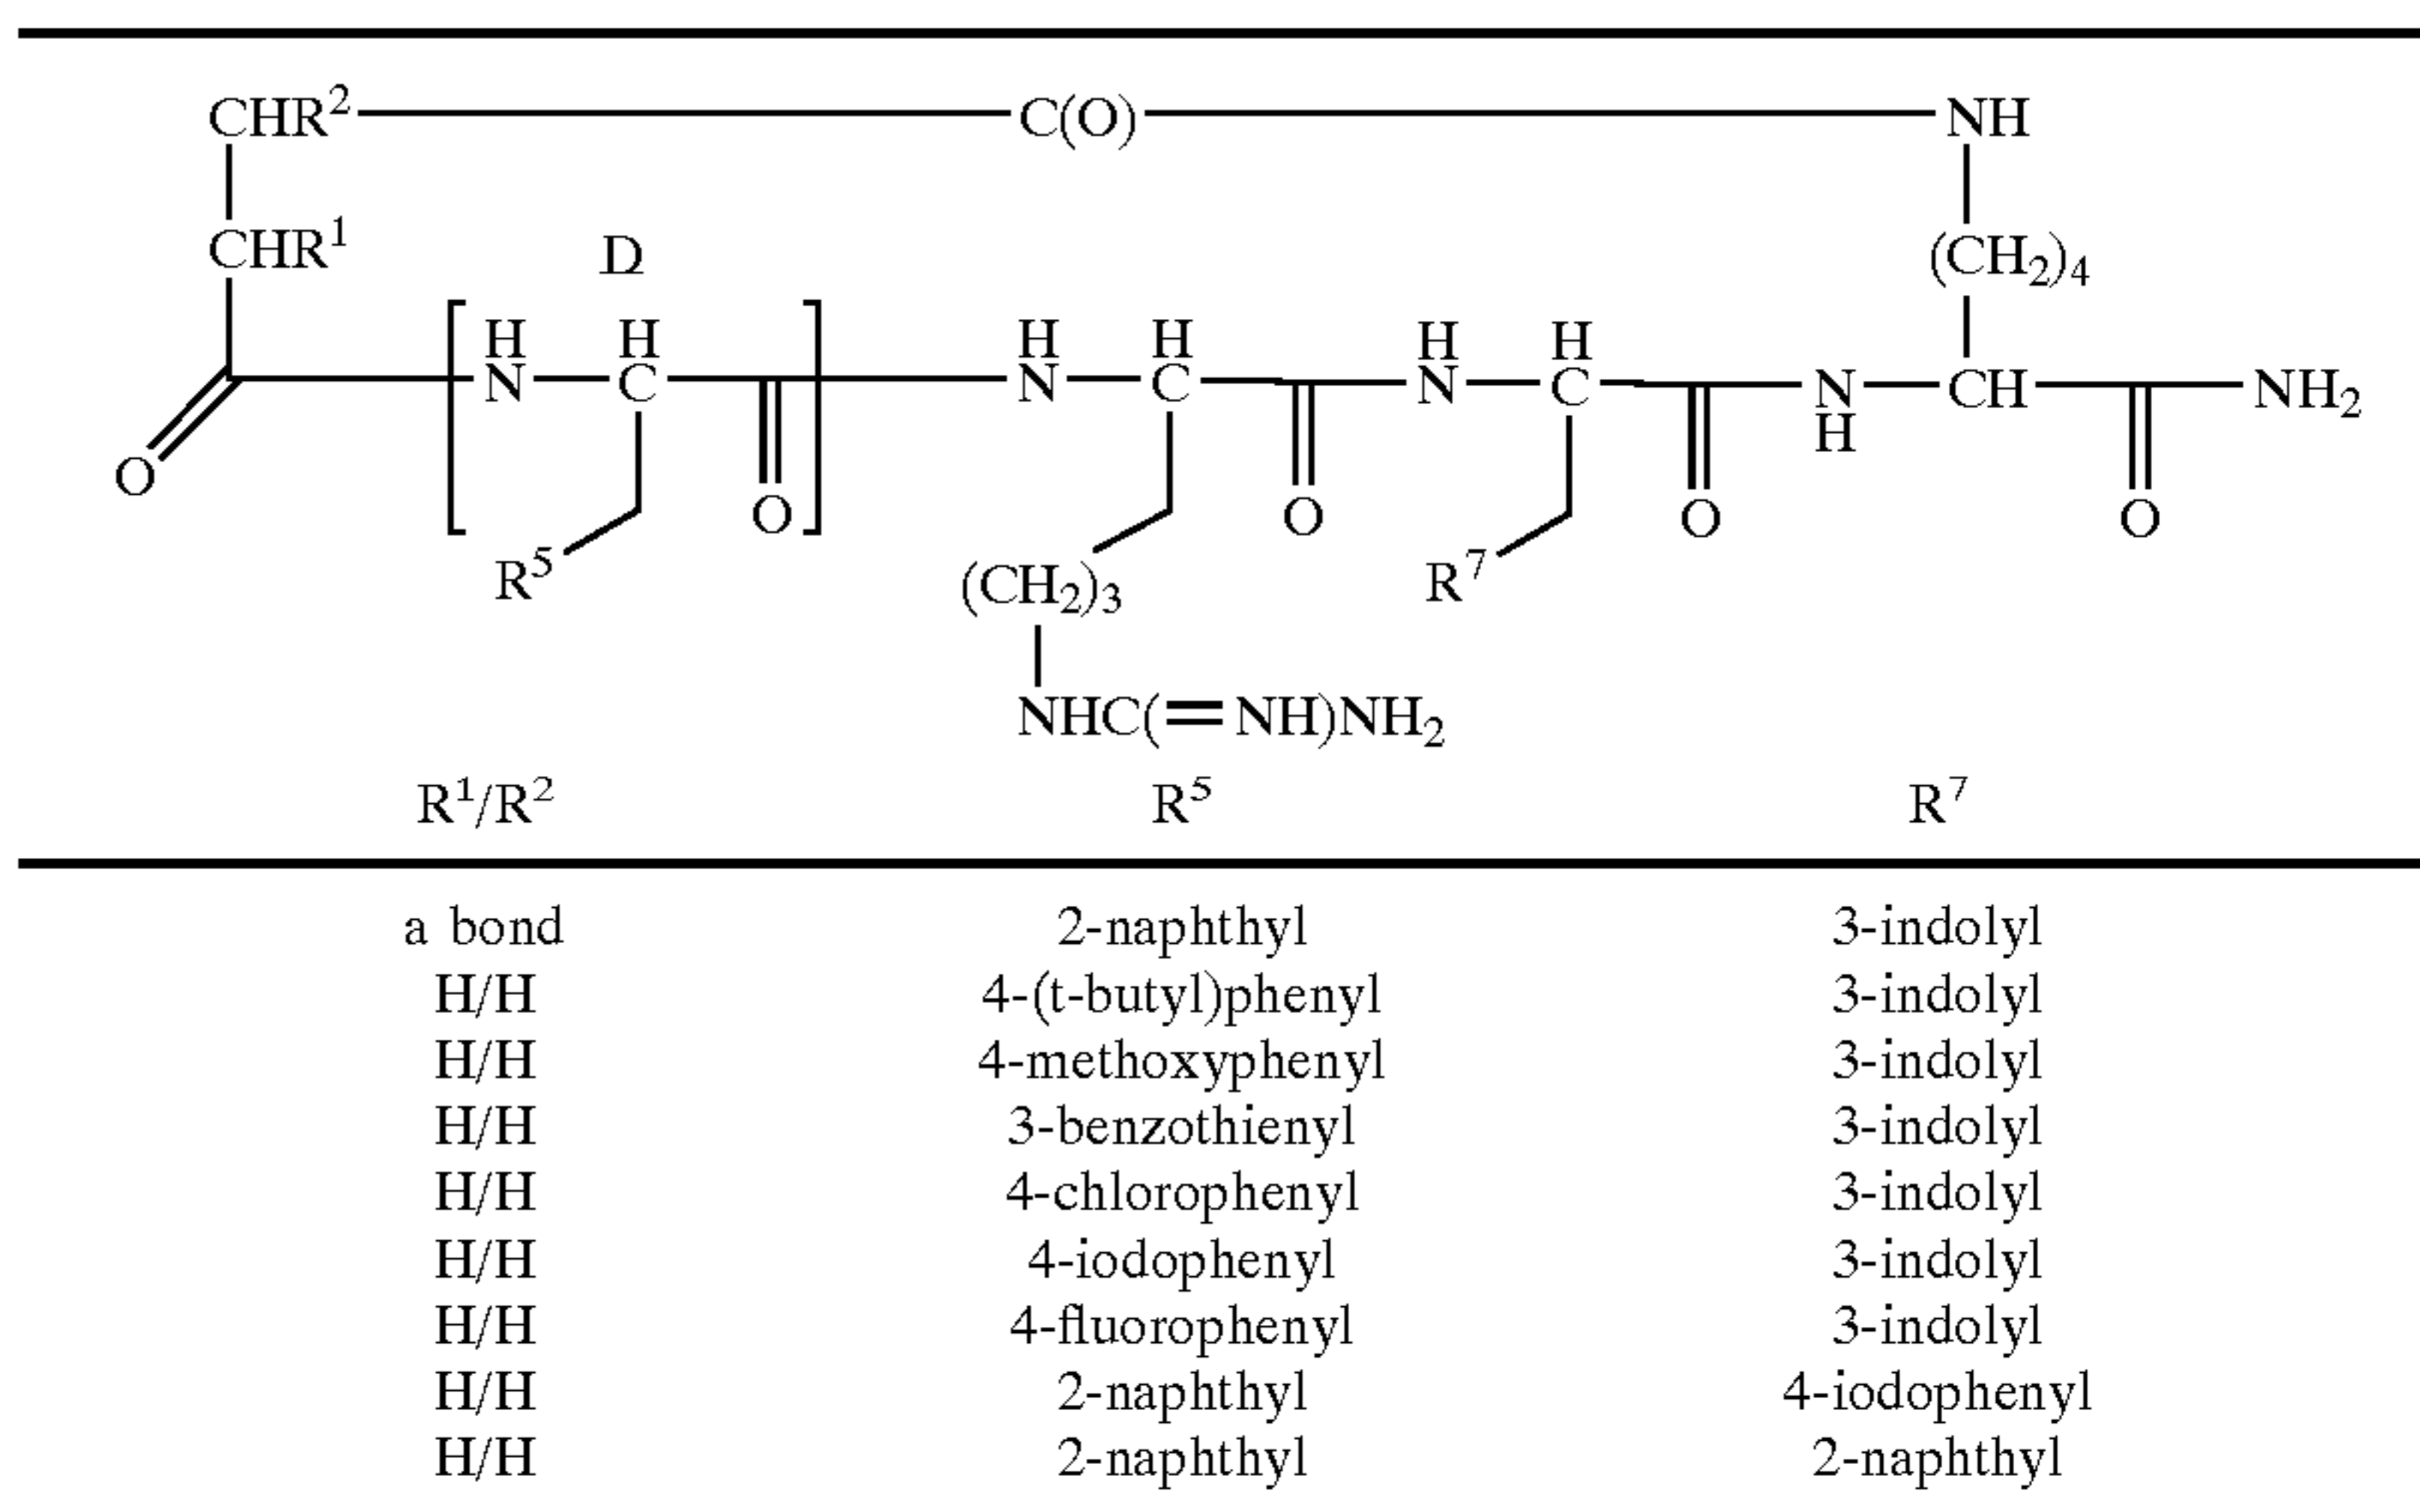 CHR² C(O) NH
CHR¹ D (CH₂)₄
H H H H H H
N C N C N C N CH NH₂
H
O O O O O
R⁵ (CH₂)₃ R⁷
NHC(=NH)NH₂
R¹/R² R⁵ R⁷
a bond 2-naphthyl 3-indolyl
H/H 4-(t-butyl)phenyl 3-indolyl
H/H 4-methoxyphenyl 3-indolyl
H/H 3-benzothienyl 3-indolyl
H/H 4-chlorophenyl 3-indolyl
H/H 4-iodophenyl 3-indolyl
H/H 4-fluorophenyl 3-indolyl
H/H 2-naphthyl 4-iodophenyl
H/H 2-naphthyl 2-naphthyl